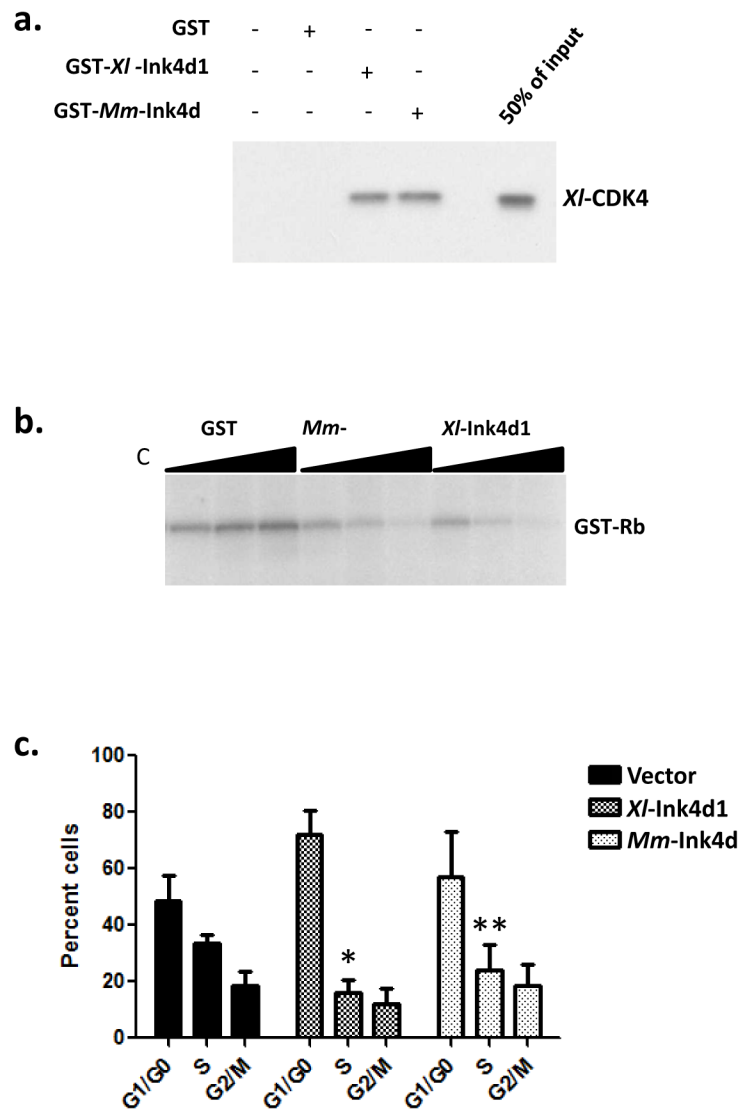 a.
GST - + - -
GST-Xl -Ink4d1 - - + -
GST-Mm-Ink4d - - - +
50% of input
Xl-CDK4
b.
GST Mm- Xl-Ink4d1
C
GST-Rb
c.
100
80
60
40
20
0
Percent cells
* **
G1/G0 S G2/M G1/G0 S G2/M G1/G0 S G2/M
Vector
Xl-Ink4d1
Mm-Ink4d